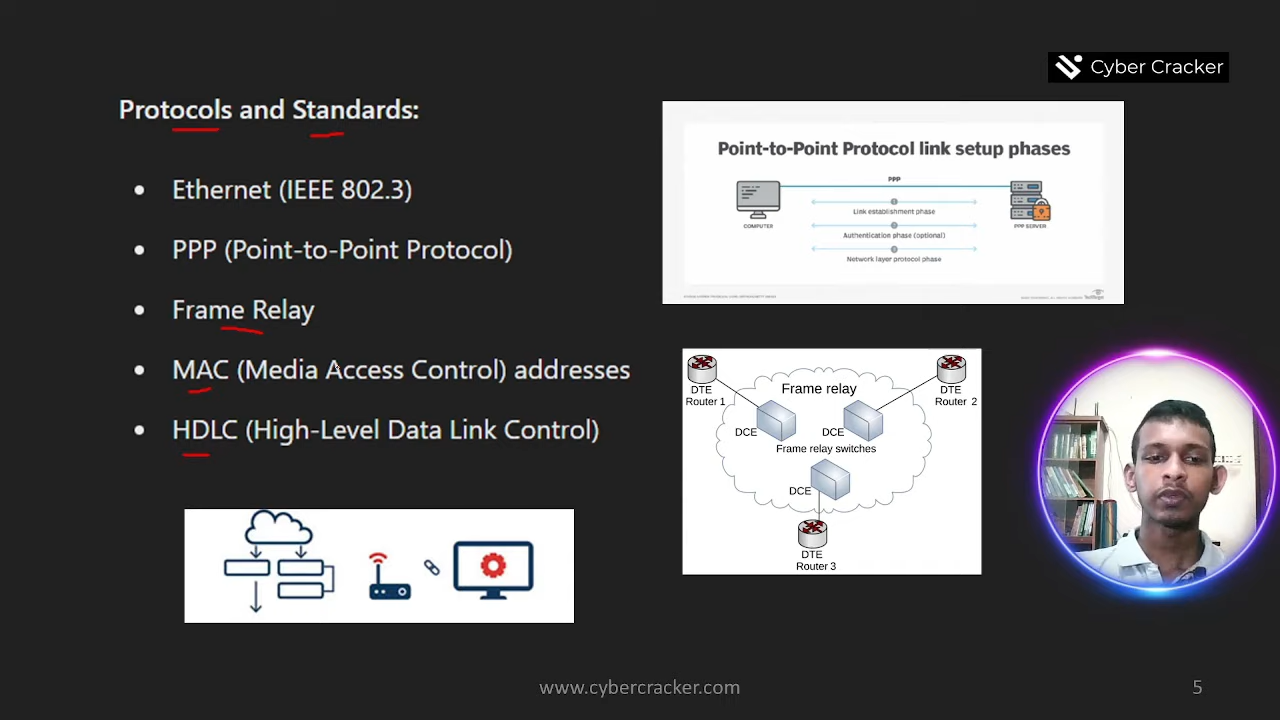 Cyber Cracker
Protocols and Standards:
• Ethernet (IEEE 802.3)
• PPP (Point-to-Point Protocol)
• Frame Relay
• MAC (Media Access Control) addresses
• HDLC (High-Level Data Link Control)
Point-to-Point Protocol link setup phases
PPP
1
Link establishment phase
2
Authentication phase (optional)
3
Network layer protocol phase
COMPUTER
PPP SERVER
Frame relay
DTE
Router 1
DTE
Router 2
DCE
DCE
Frame relay switches
DCE
DTE
Router 3
www.cybercracker.com
5